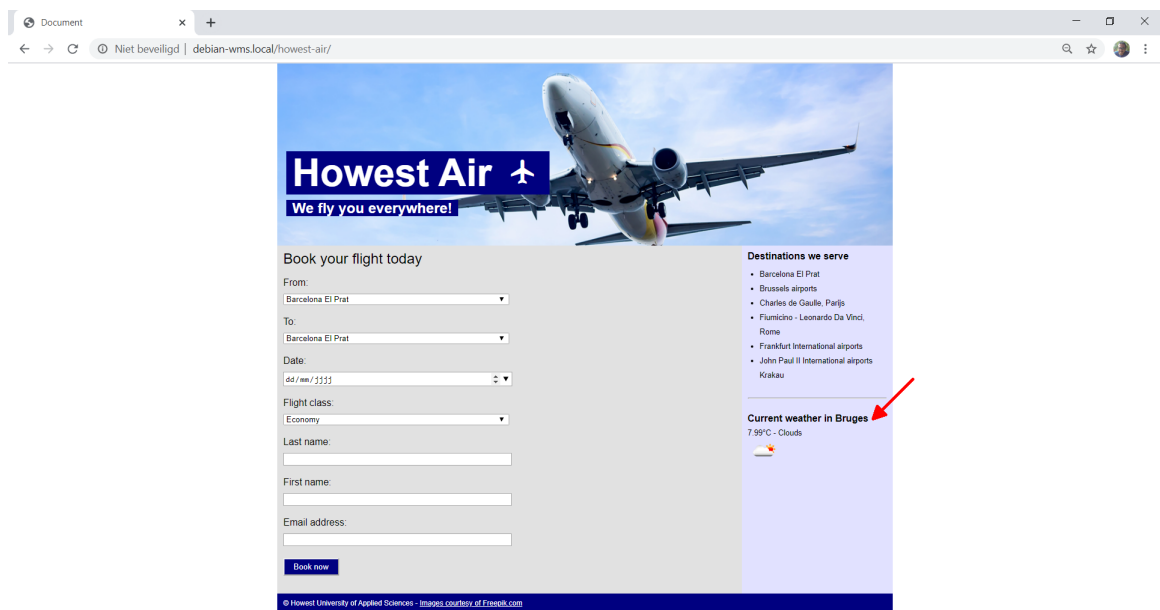 Document
Niet beveiligd | debian-wms.local/howest-air/
Howest Air
We fly you everywhere!
Book your flight today
From:
Barcelona El Prat
To:
Barcelona El Prat
Date:
dd/mm/jjjj
Flight class:
Economy
Last name:
First name:
Email address:
Book now
Destinations we serve
Barcelona El Prat
Brussels airports
Charles de Gaulle, Parijs
Fiumicino - Leonardo Da Vinci,
Rome
Frankfurt International airports
John Paul II International airports
Krakau
Current weather in Bruges
7.99°C - Clouds
© Howest University of Applied Sciences - Images courtesy of Freepik.com